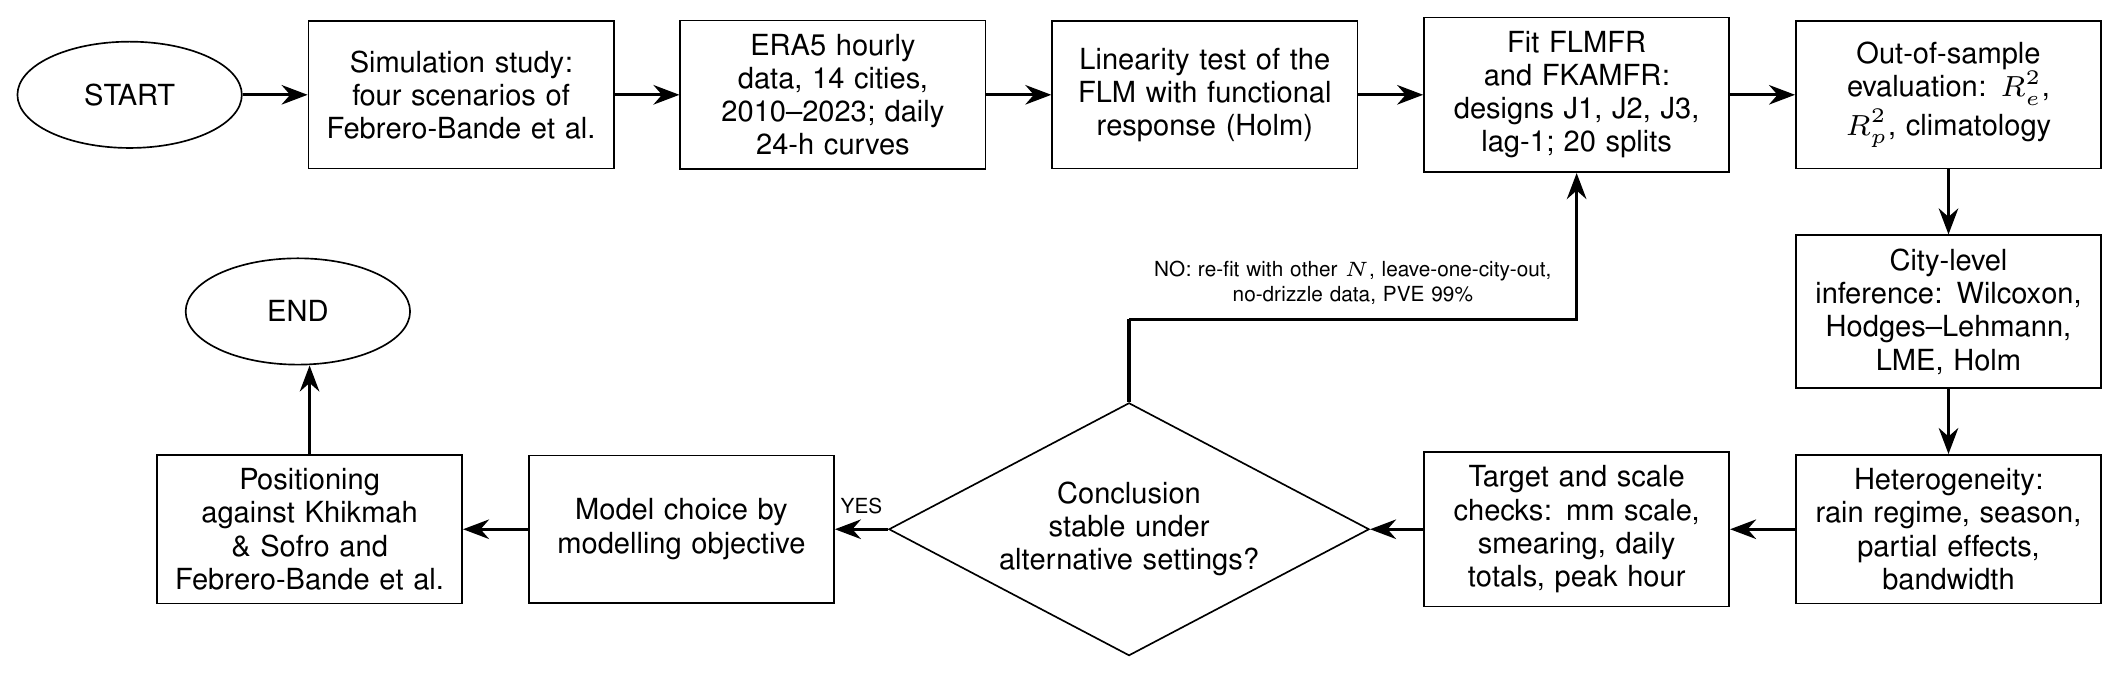 START
Simulation study:
four scenarios of
Febrero-Bande et al.
ERA5 hourly
data, 14 cities,
2010–2023; daily
24-h curves
Linearity test of the
FLM with functional
response (Holm)
Fit FLMFR
and FKAMFR:
designs J1, J2, J3,
lag-1; 20 splits
Out-of-sample
evaluation: R²ₑ,
R²ₚ, climatology
City-level
inference: Wilcoxon,
Hodges–Lehmann,
LME, Holm
Heterogeneity:
rain regime, season,
partial effects,
bandwidth
Target and scale
checks: mm scale,
smearing, daily
totals, peak hour
Conclusion
stable under
alternative settings?
NO: re-fit with other N, leave-one-city-out,
no-drizzle data, PVE 99%
YES
Model choice by
modelling objective
Positioning
against Khikmah
& Sofro and
Febrero-Bande et al.
END